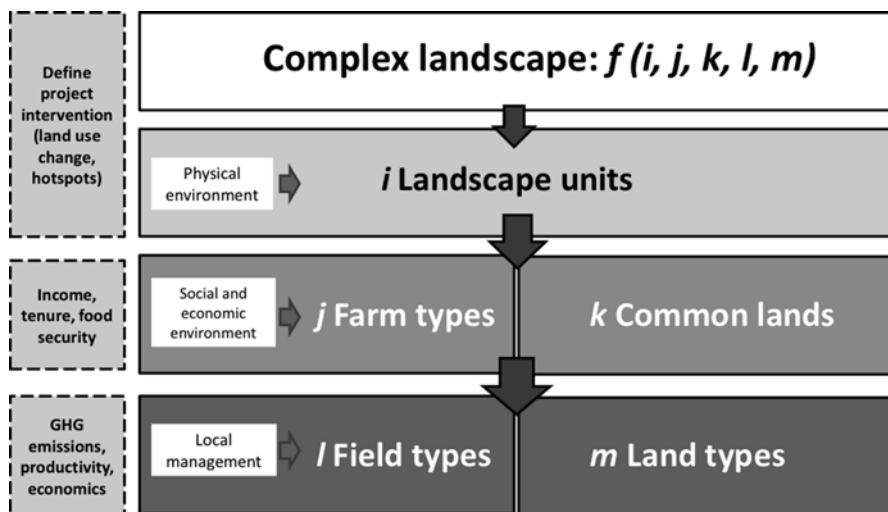 Define
project
intervention
(land use
change,
hotspots)
Complex landscape: f (i, j, k, l, m)
Physical
environment
i Landscape units
Income,
tenure, food
security
Social and
economic
environment
j Farm types
k Common lands
GHG
emissions,
productivity,
economics
Local
management
l Field types
m Land types